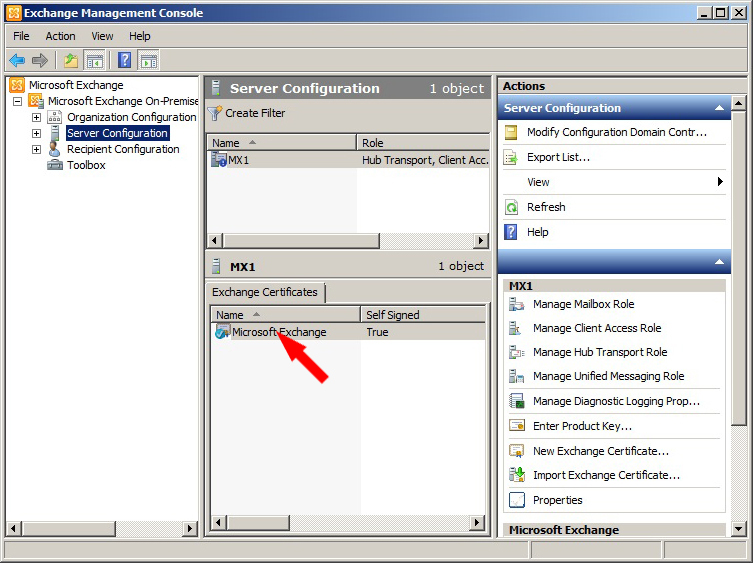 Exchange Management Console
File Action View Help
Microsoft Exchange
Microsoft Exchange On-Premise
Organization Configuration
Server Configuration
Recipient Configuration
Toolbox
Server Configuration 1 object
Create Filter
Name Role
MX1 Hub Transport, Client Acc...
MX1 1 object
Exchange Certificates
Name Self Signed
Microsoft Exchange True
Actions
Server Configuration
Modify Configuration Domain Contr...
Export List...
View
Refresh
Help
MX1
Manage Mailbox Role
Manage Client Access Role
Manage Hub Transport Role
Manage Unified Messaging Role
Manage Diagnostic Logging Prop...
Enter Product Key...
New Exchange Certificate...
Import Exchange Certificate...
Properties
Microsoft Exchange